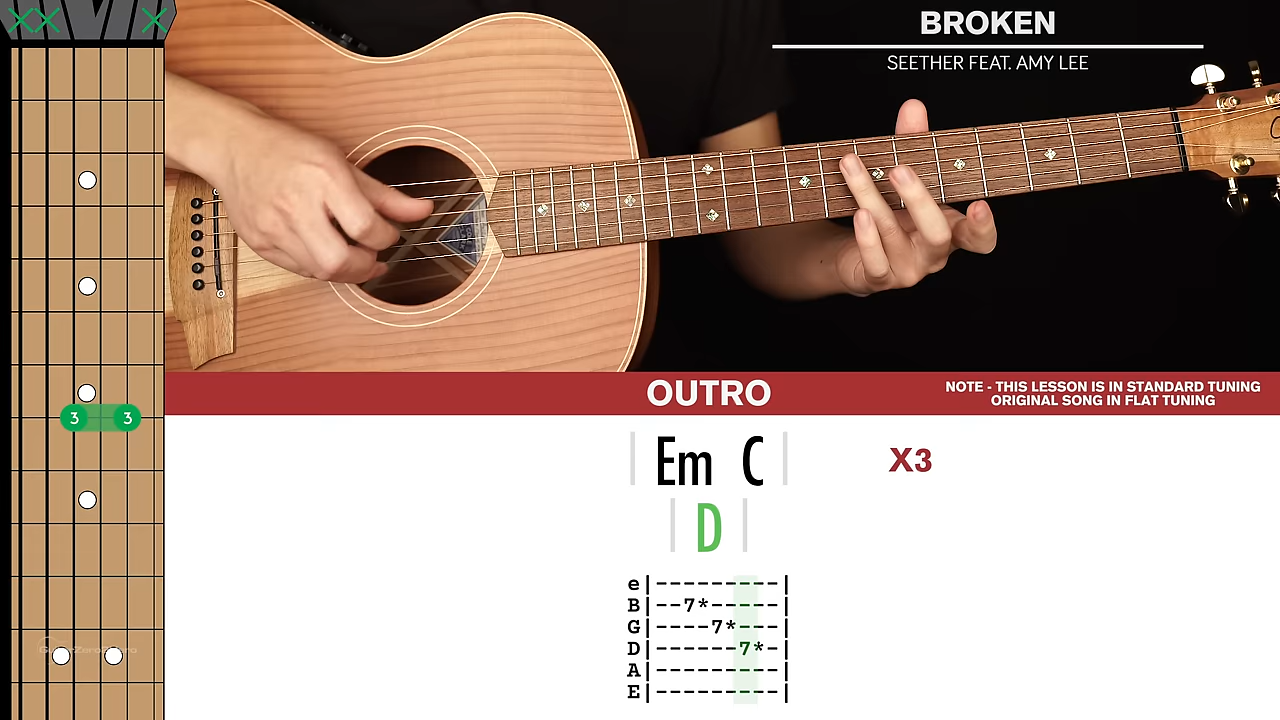 XX X
BROKEN
SEETHER FEAT. AMY LEE
OUTRO
NOTE - THIS LESSON IS IN STANDARD TUNING
ORIGINAL SONG IN FLAT TUNING
3 3
| Em C | X3
| D |
e|---------|
B|--7*-----|
G|----7*---|
D|------7*-|
A|---------|
E|---------|